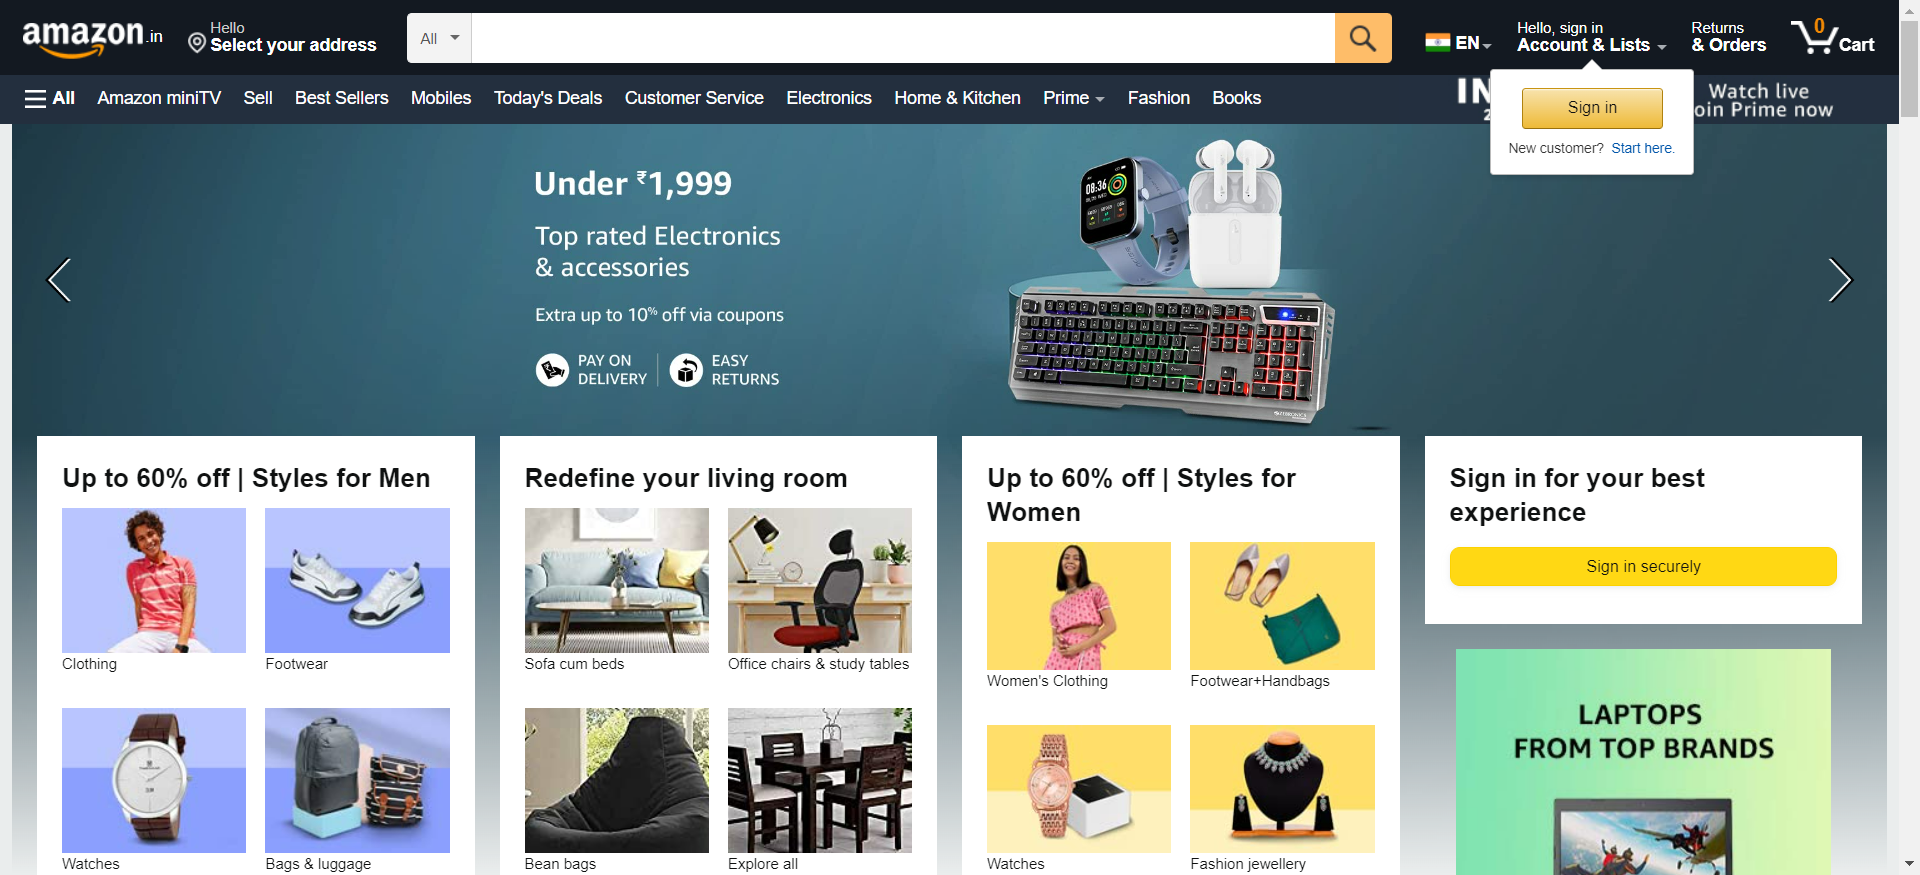 amazon.in
Hello
Select your address
All
EN
Hello, sign in
Account & Lists
Returns
& Orders
0
Cart
All
Amazon miniTV
Sell
Best Sellers
Mobiles
Today's Deals
Customer Service
Electronics
Home & Kitchen
Prime
Fashion
Books
IN
2
Watch live
oin Prime now
Sign in
New customer? Start here.
Under ₹1,999
Top rated Electronics
& accessories
Extra up to 10% off via coupons
PAY ON
DELIVERY
EASY
RETURNS
08:36
ZEBRONICS
Up to 60% off | Styles for Men
Clothing
Footwear
Watches
Bags & luggage
Redefine your living room
Sofa cum beds
Office chairs & study tables
Bean bags
Explore all
Up to 60% off | Styles for
Women
Women's Clothing
Footwear+Handbags
Watches
Fashion jewellery
Sign in for your best
experience
Sign in securely
LAPTOPS
FROM TOP BRANDS